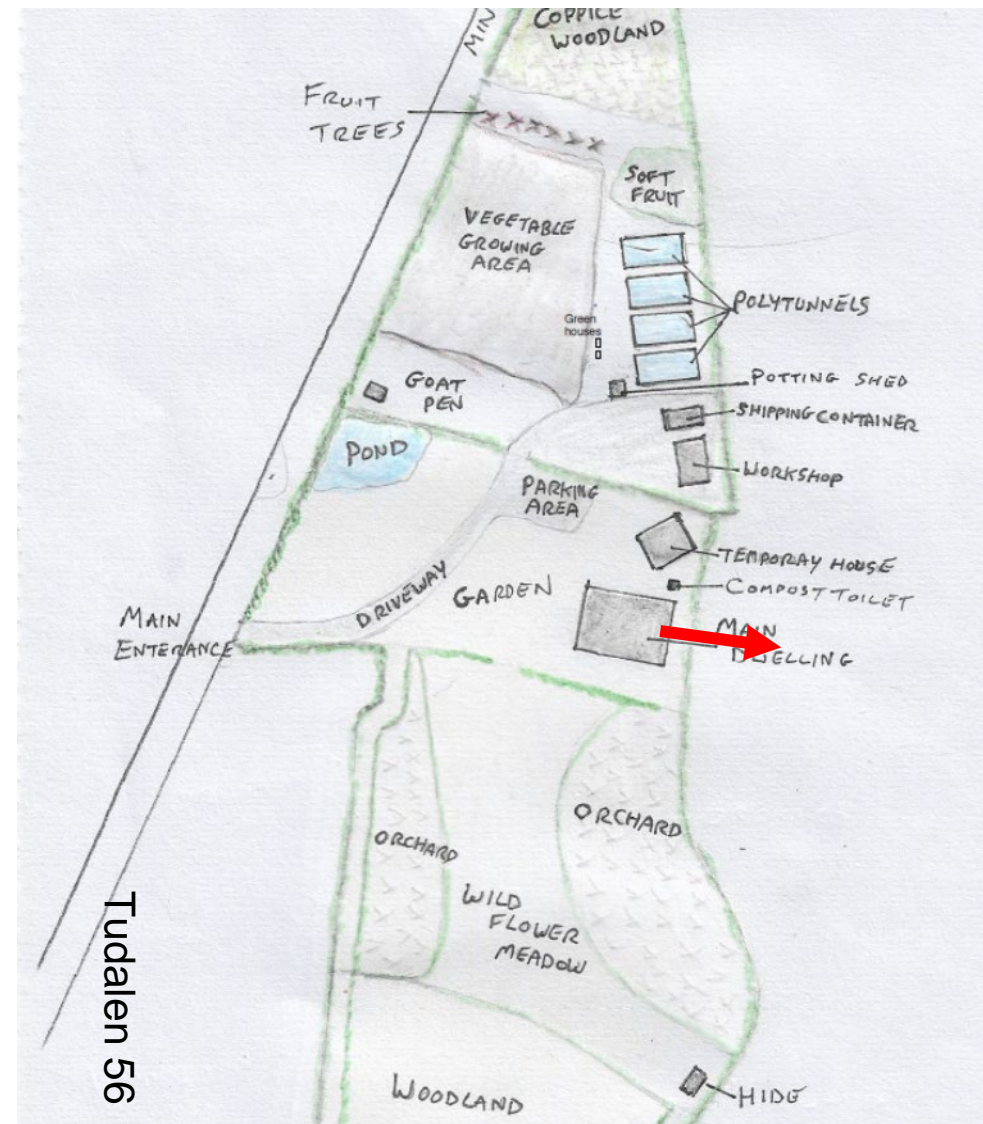 COPPICE
WOODLAND
MIN
FRUIT
TREES
SOFT
FRUIT
VEGETABLE
GROWING
AREA
POLYTUNNELS
Green
houses
GOAT
PEN
POTTING SHED
SHIPPING CONTAINER
POND
WORKSHOP
PARKING
AREA
TEMPORAY HOUSE
COMPOST TOILET
DRIVEWAY
GARDEN
MAIN
ENTERANCE
MAIN
DWELLING
ORCHARD
ORCHARD
WILD
FLOWER
MEADOW
Tudalen 56
WOODLAND
HIDE